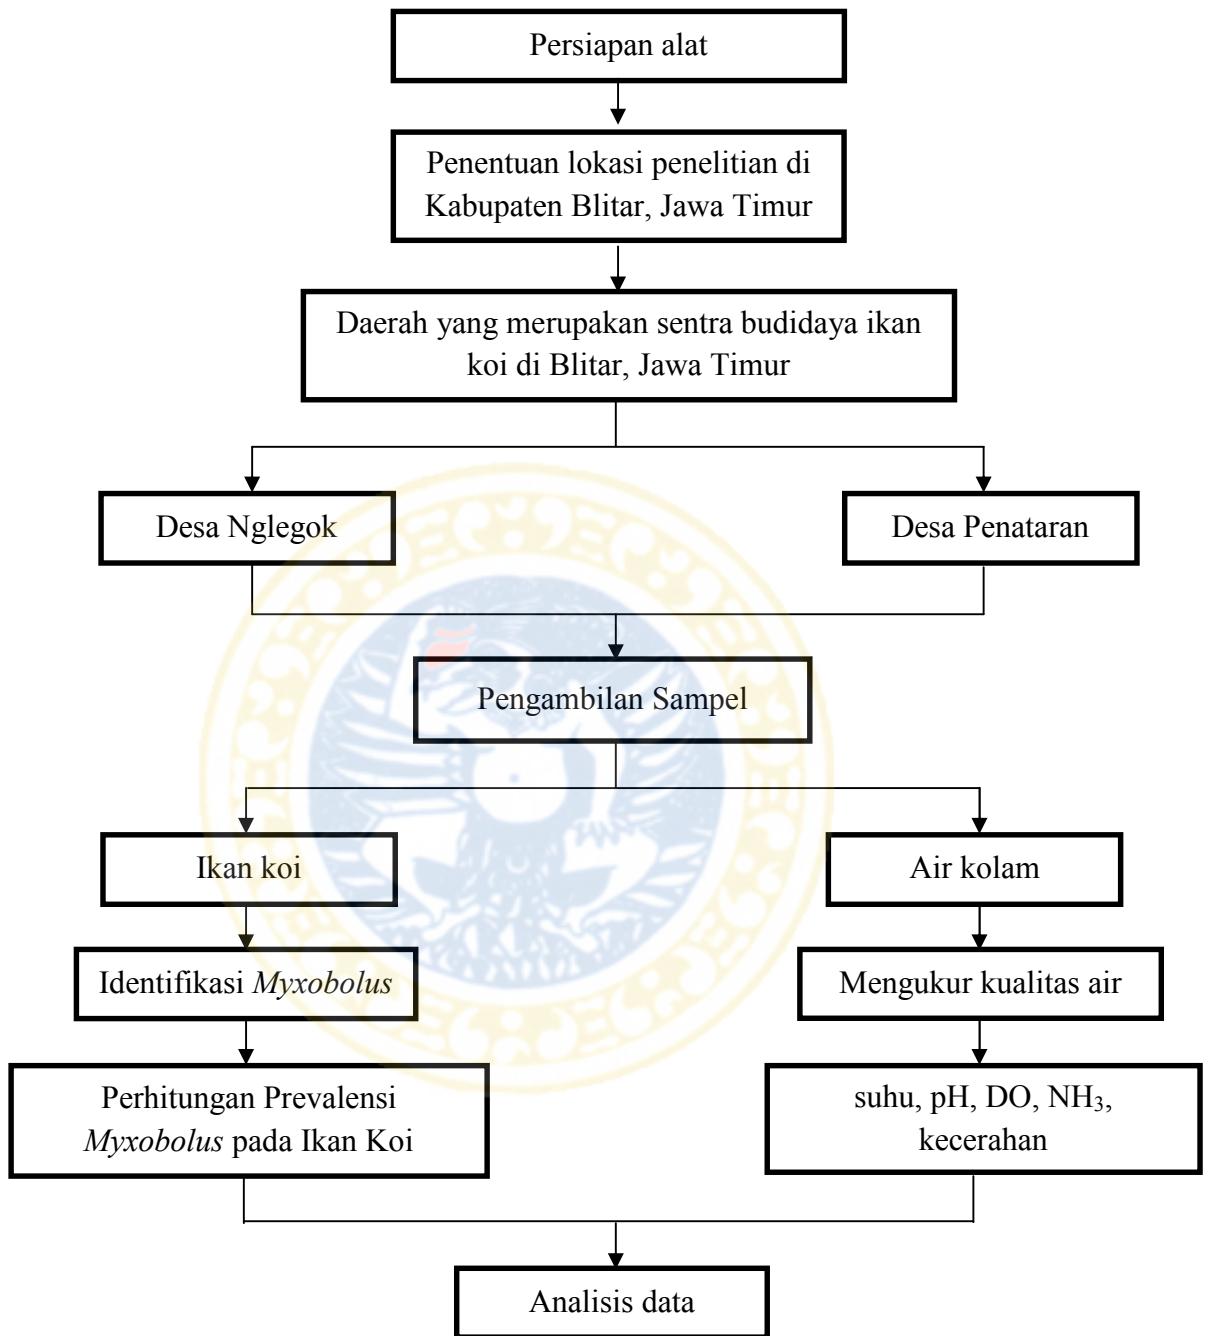 Persiapan alat
Penentuan lokasi penelitian di
Kabupaten Blitar, Jawa Timur
Daerah yang merupakan sentra budidaya ikan
koi di Blitar, Jawa Timur
Desa Nglegok
Desa Penataran
Pengambilan Sampel
Ikan koi
Air kolam
Identifikasi Myxobolus
Mengukur kualitas air
Perhitungan Prevalensi
Myxobolus pada Ikan Koi
suhu, pH, DO, NH₃,
kecerahan
Analisis data